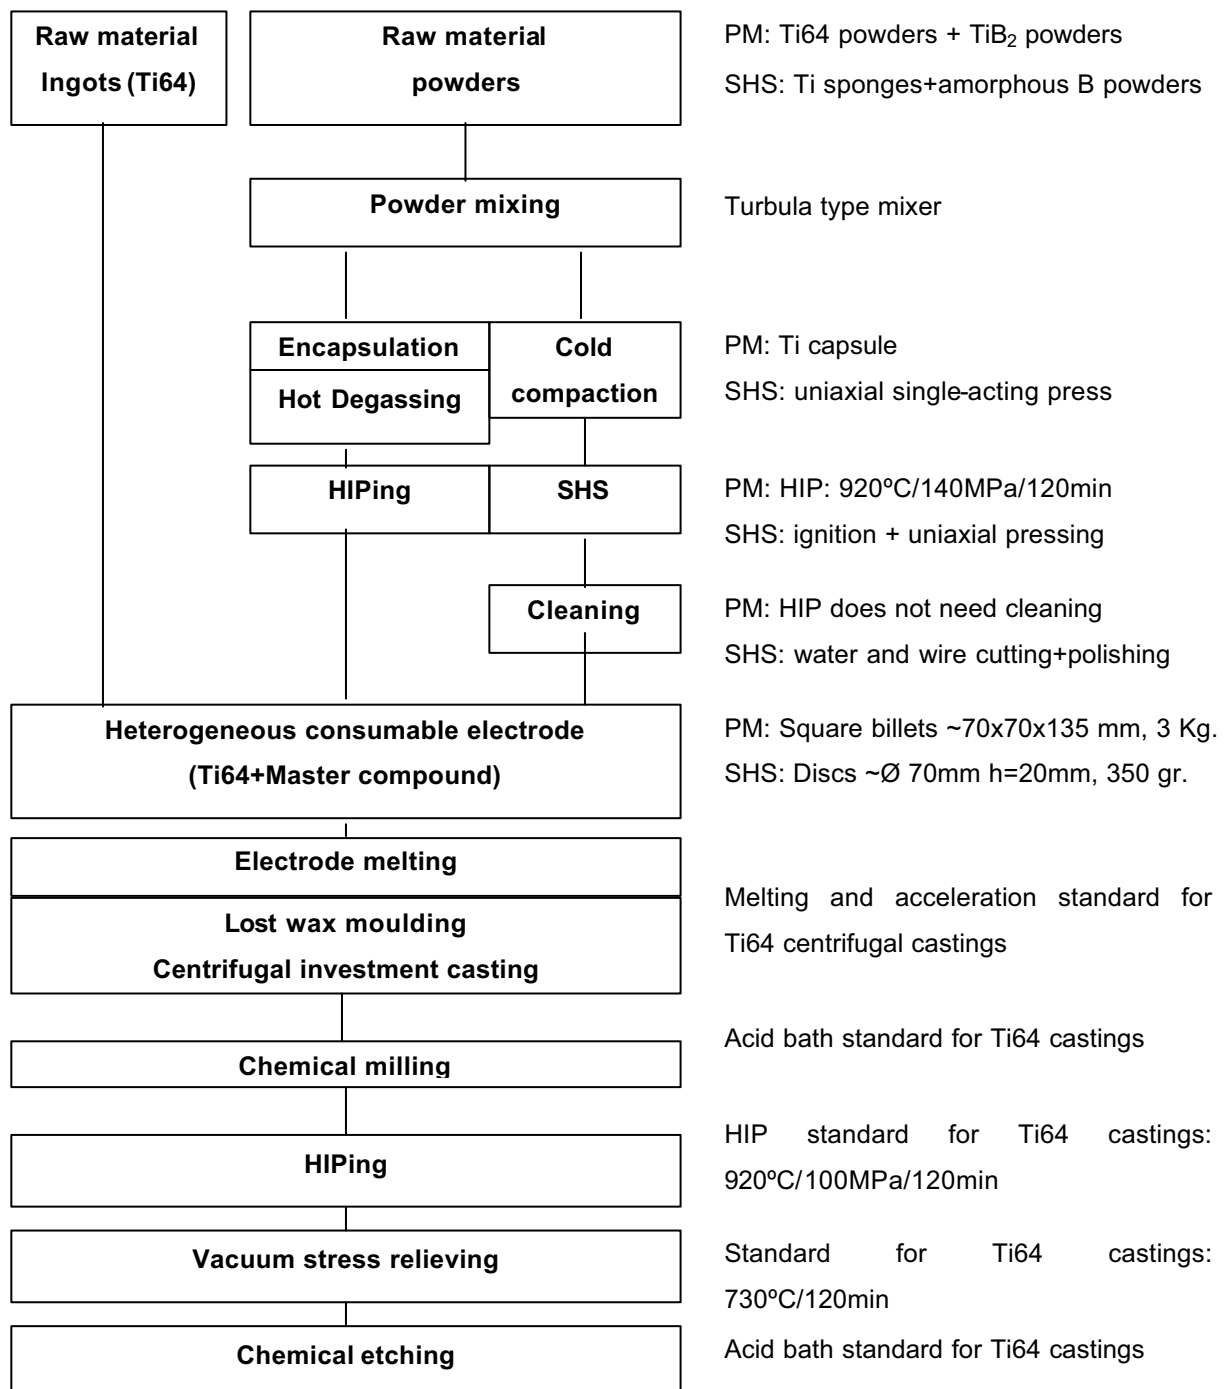 Raw material
Ingots (Ti64)
Raw material
powders
PM: Ti64 powders + TiB₂ powders
SHS: Ti sponges+amorphous B powders
Powder mixing
Turbula type mixer
Encapsulation
Hot Degassing
Cold
compaction
PM: Ti capsule
SHS: uniaxial single-acting press
HIPing
SHS
PM: HIP: 920ºC/140MPa/120min
SHS: ignition + uniaxial pressing
Cleaning
PM: HIP does not need cleaning
SHS: water and wire cutting+polishing
Heterogeneous consumable electrode
(Ti64+Master compound)
PM: Square billets ~70x70x135 mm, 3 Kg.
SHS: Discs ~Ø 70mm h=20mm, 350 gr.
Electrode melting
Lost wax moulding
Centrifugal investment casting
Melting and acceleration standard for
Ti64 centrifugal castings
Chemical milling
Acid bath standard for Ti64 castings
HIPing
HIP standard for Ti64 castings:
920ºC/100MPa/120min
Vacuum stress relieving
Standard for Ti64 castings:
730ºC/120min
Chemical etching
Acid bath standard for Ti64 castings